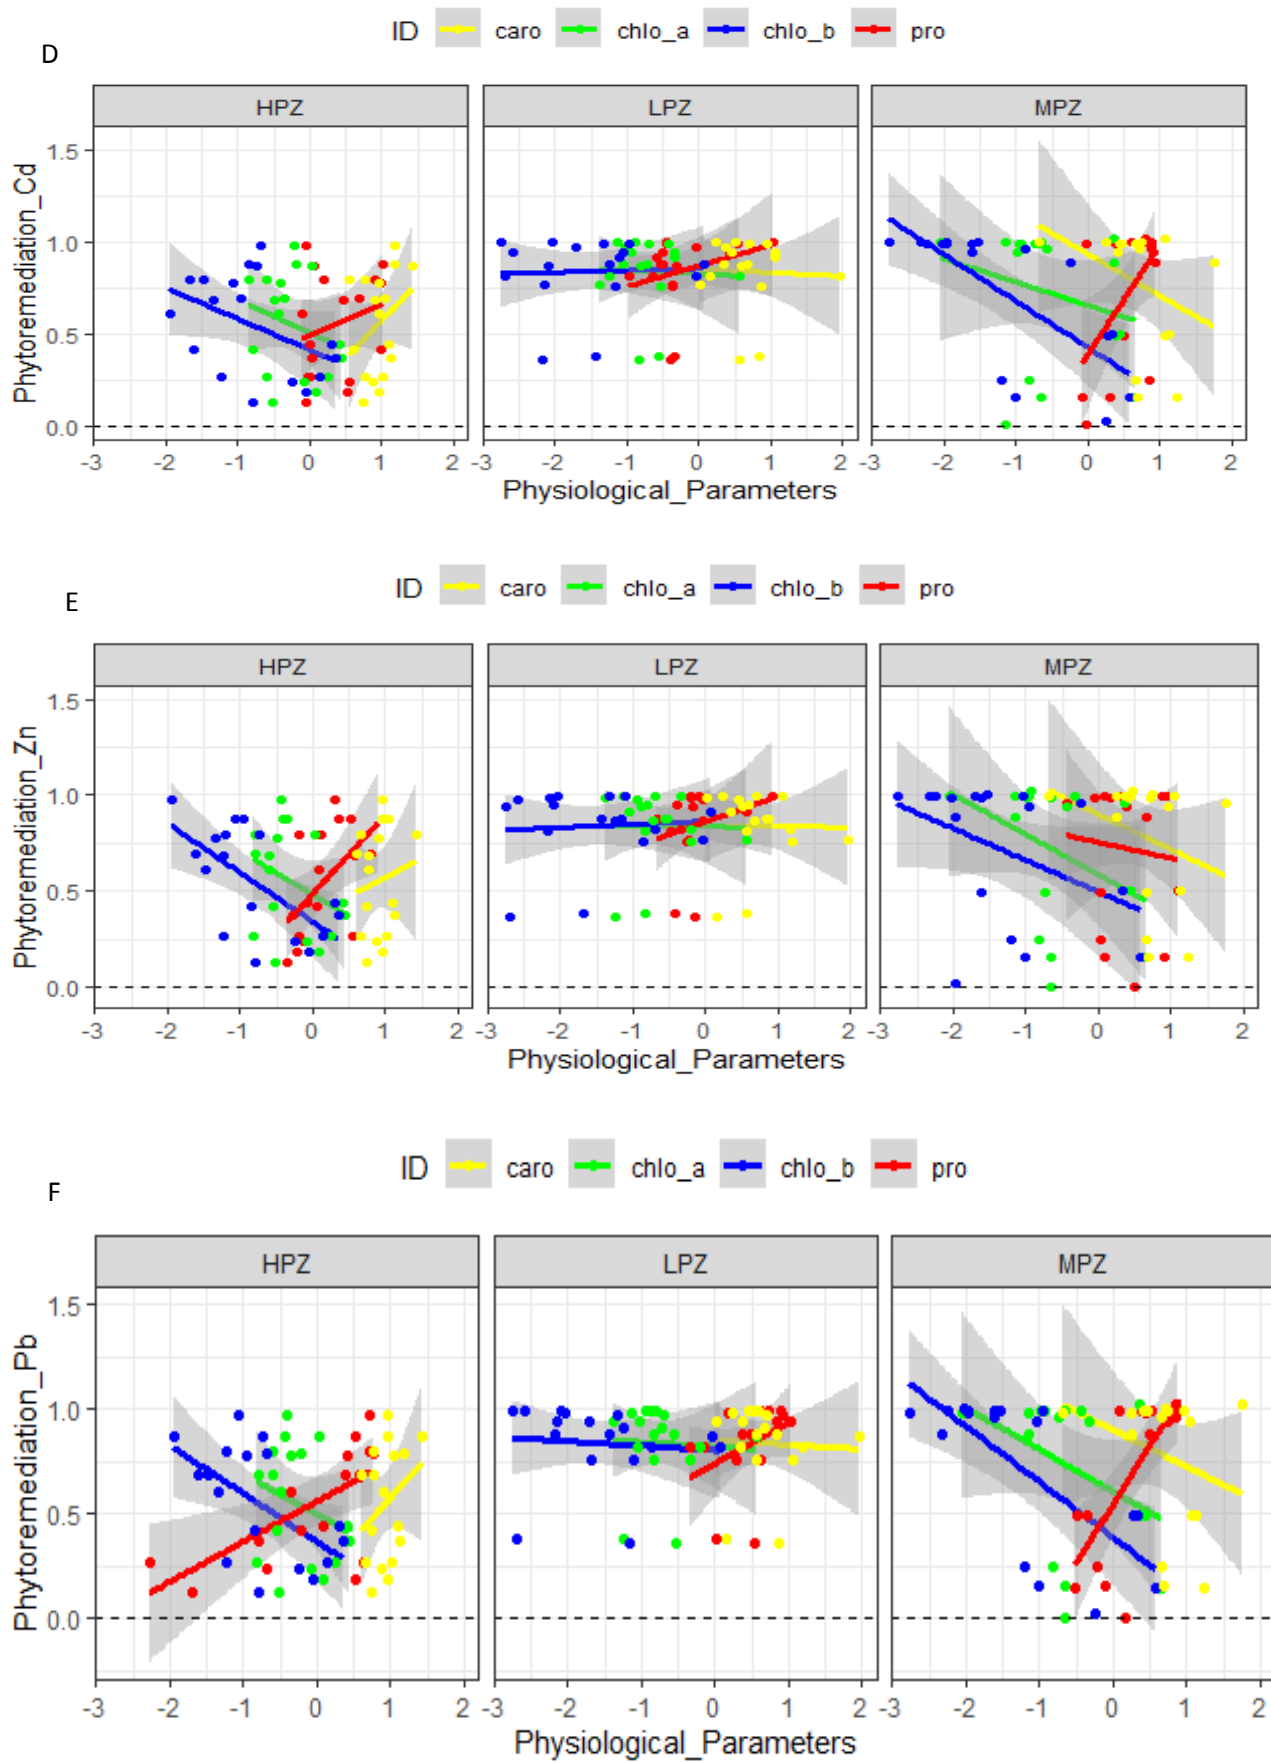 D
ID caro chlo_a chlo_b pro
HPZ LPZ MPZ
Phytoremediation_Cd
1.5
1.0
0.5
0.0
-3 -2 -1 0 1 2 -3 -2 -1 0 1 2 -3 -2 -1 0 1 2
Physiological_Parameters
E
ID caro chlo_a chlo_b pro
HPZ LPZ MPZ
Phytoremediation_Zn
1.5
1.0
0.5
0.0
-3 -2 -1 0 1 2 -3 -2 -1 0 1 2 -3 -2 -1 0 1 2
Physiological_Parameters
F
ID caro chlo_a chlo_b pro
HPZ LPZ MPZ
Phytoremediation_Pb
1.5
1.0
0.5
0.0
-3 -2 -1 0 1 2 -3 -2 -1 0 1 2 -3 -2 -1 0 1 2
Physiological_Parameters